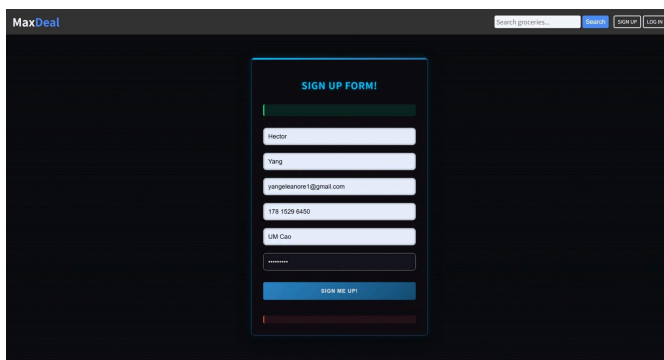 MaxDeal
Search groceries...
Search
SIGN UP
LOG IN
SIGN UP FORM!
Hector
Yang
yangeleanore1@gmail.com
178 1529 6450
UM Cao
•••••••••
SIGN ME UP!